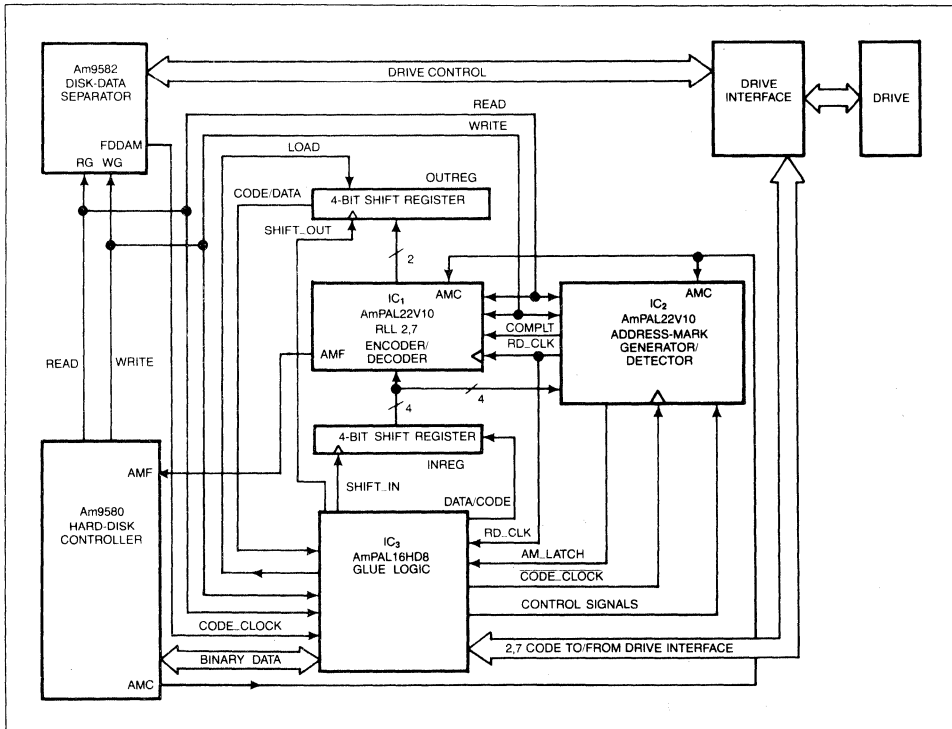 Am9582
DISK-DATA
SEPARATOR
FDDAM
RG WG
DRIVE CONTROL
DRIVE
INTERFACE
DRIVE
READ
WRITE
LOAD
OUTREG
CODE/DATA
4-BIT SHIFT REGISTER
SHIFT_OUT
2
AMC
IC1
AmPAL22V10
RLL 2,7
ENCODER/
DECODER
AMF
COMPLT
RD_CLK
AMC
IC2
AmPAL22V10
ADDRESS-MARK
GENERATOR/
DETECTOR
READ
WRITE
4
4
4-BIT SHIFT REGISTER
INREG
SHIFT_IN
DATA/CODE
AMF
Am9580
HARD-DISK
CONTROLLER
IC3
AmPAL16HD8
GLUE LOGIC
RD_CLK
AM_LATCH
CODE_CLOCK
CONTROL SIGNALS
CODE_CLOCK
BINARY DATA
2,7 CODE TO/FROM DRIVE INTERFACE
AMC